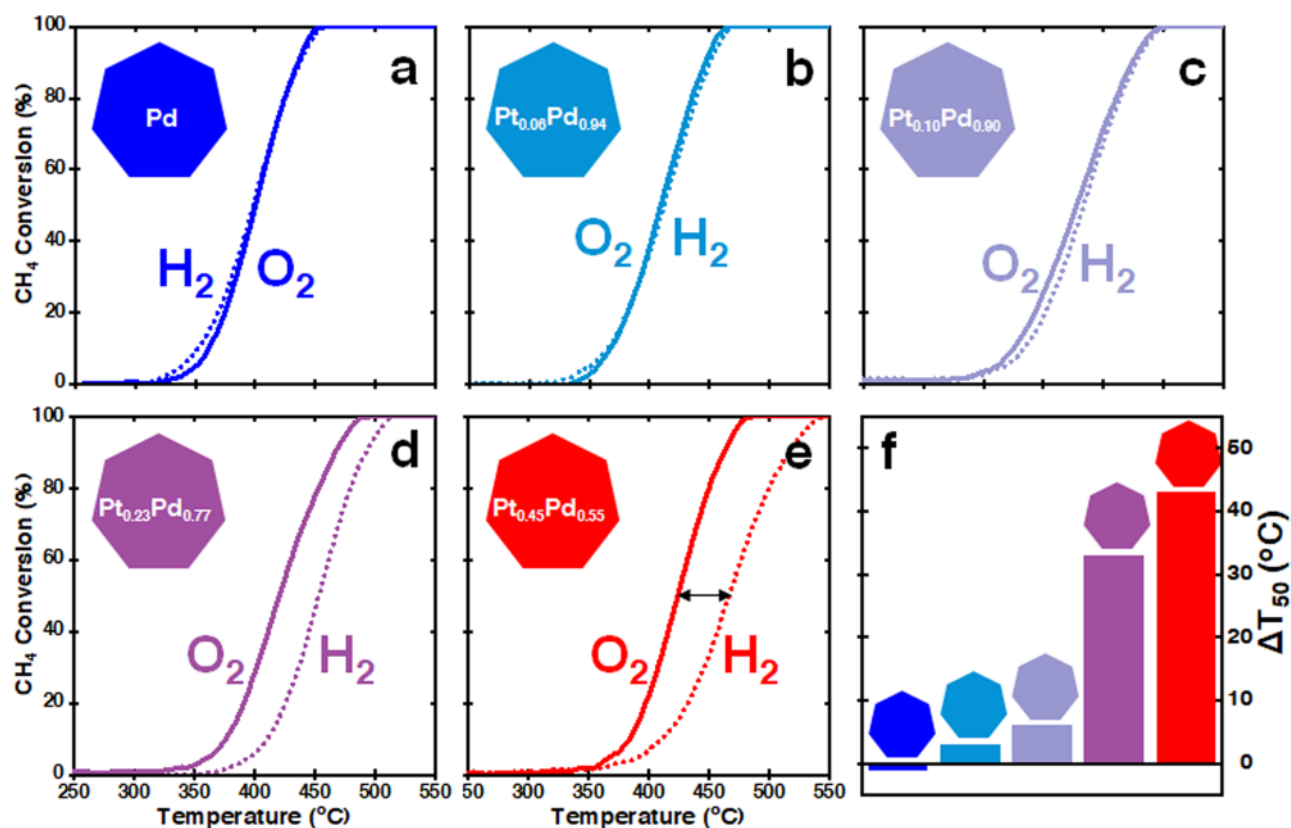 CH4 Conversion (%)
100
80
60
40
20
0
Pd
a
H2 O2
Pt0.06Pd0.94
b
O2 H2
Pt0.10Pd0.90
c
O2 H2
CH4 Conversion (%)
100
80
60
40
20
0
Pt0.23Pd0.77
d
O2 H2
250 300 350 400 450 500 550
Temperature (oC)
Pt0.45Pd0.55
e
O2 H2
50 300 350 400 450 500 550
Temperature (oC)
f
60
40
30
20
10
0
ΔT50 (°C)